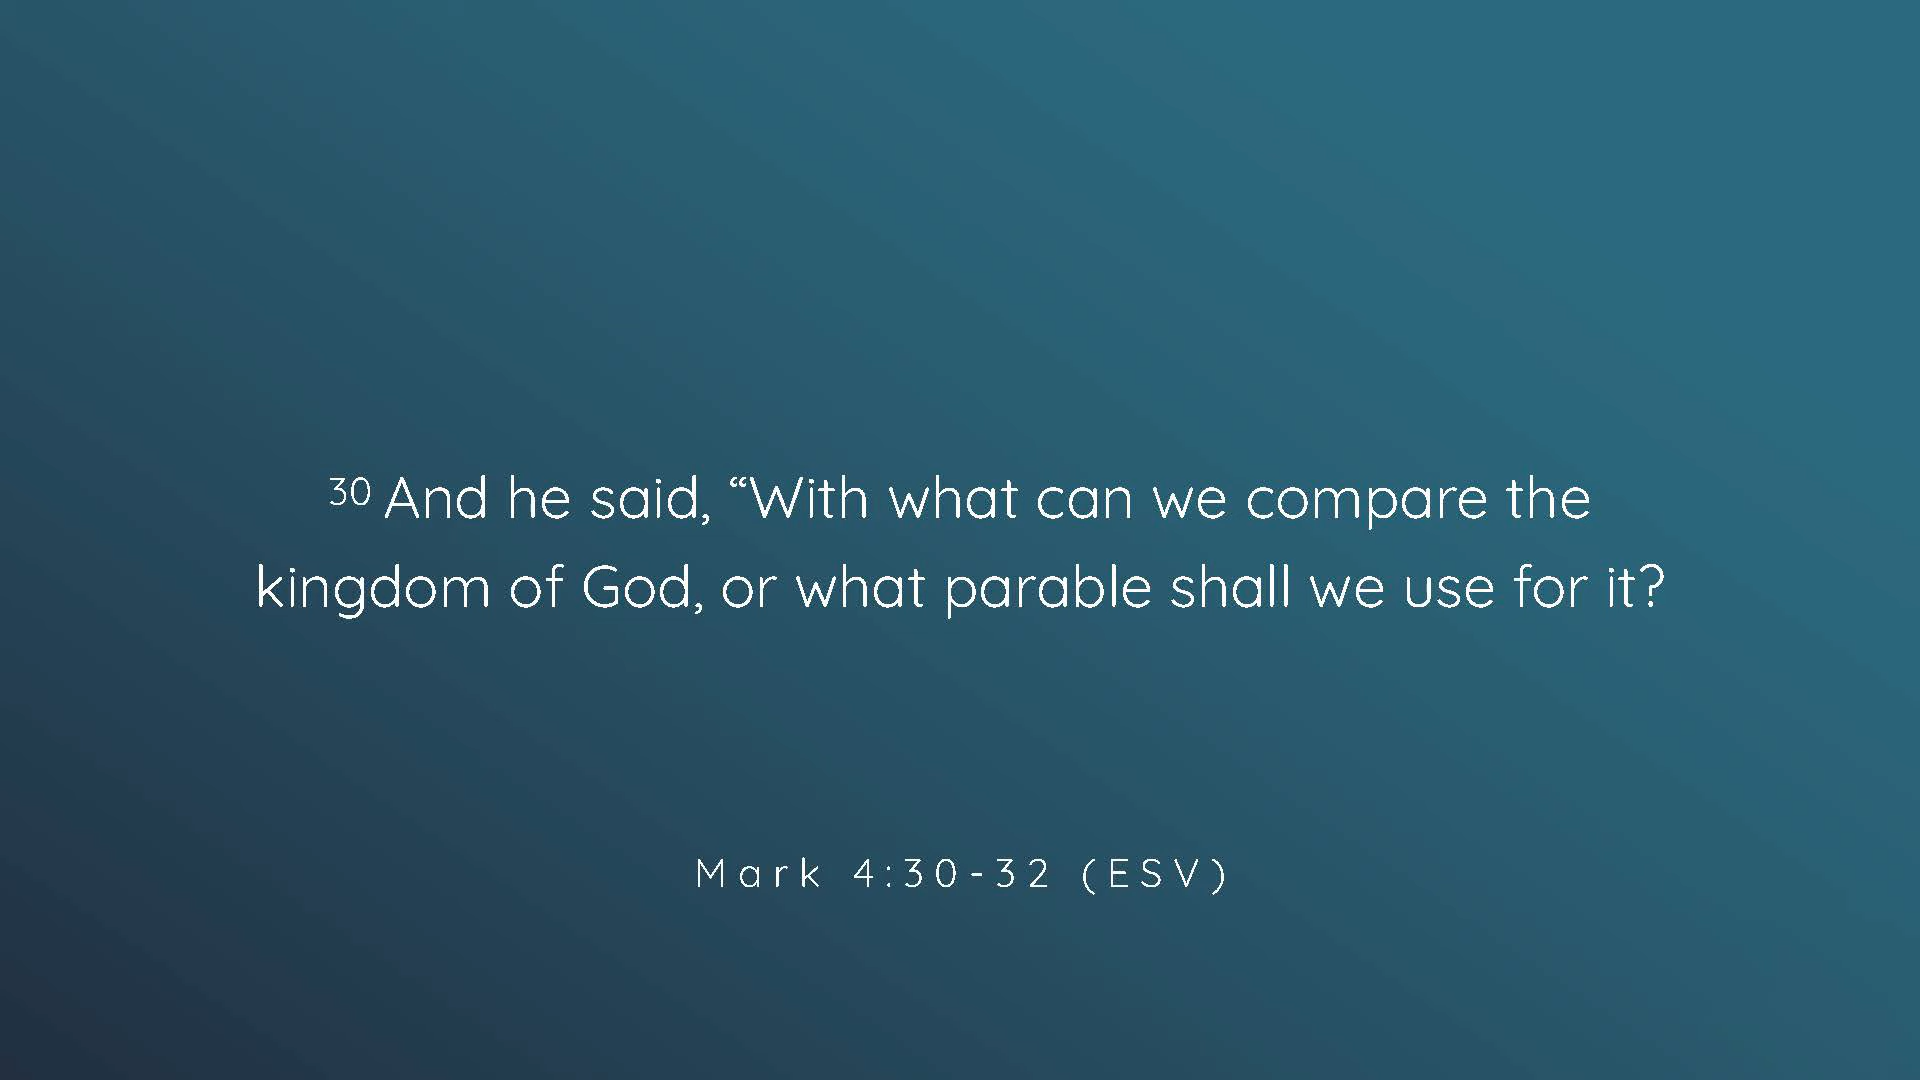 30 And he said, “With what can we compare the
kingdom of God, or what parable shall we use for it?
Mark 4:30-32 (ESV)